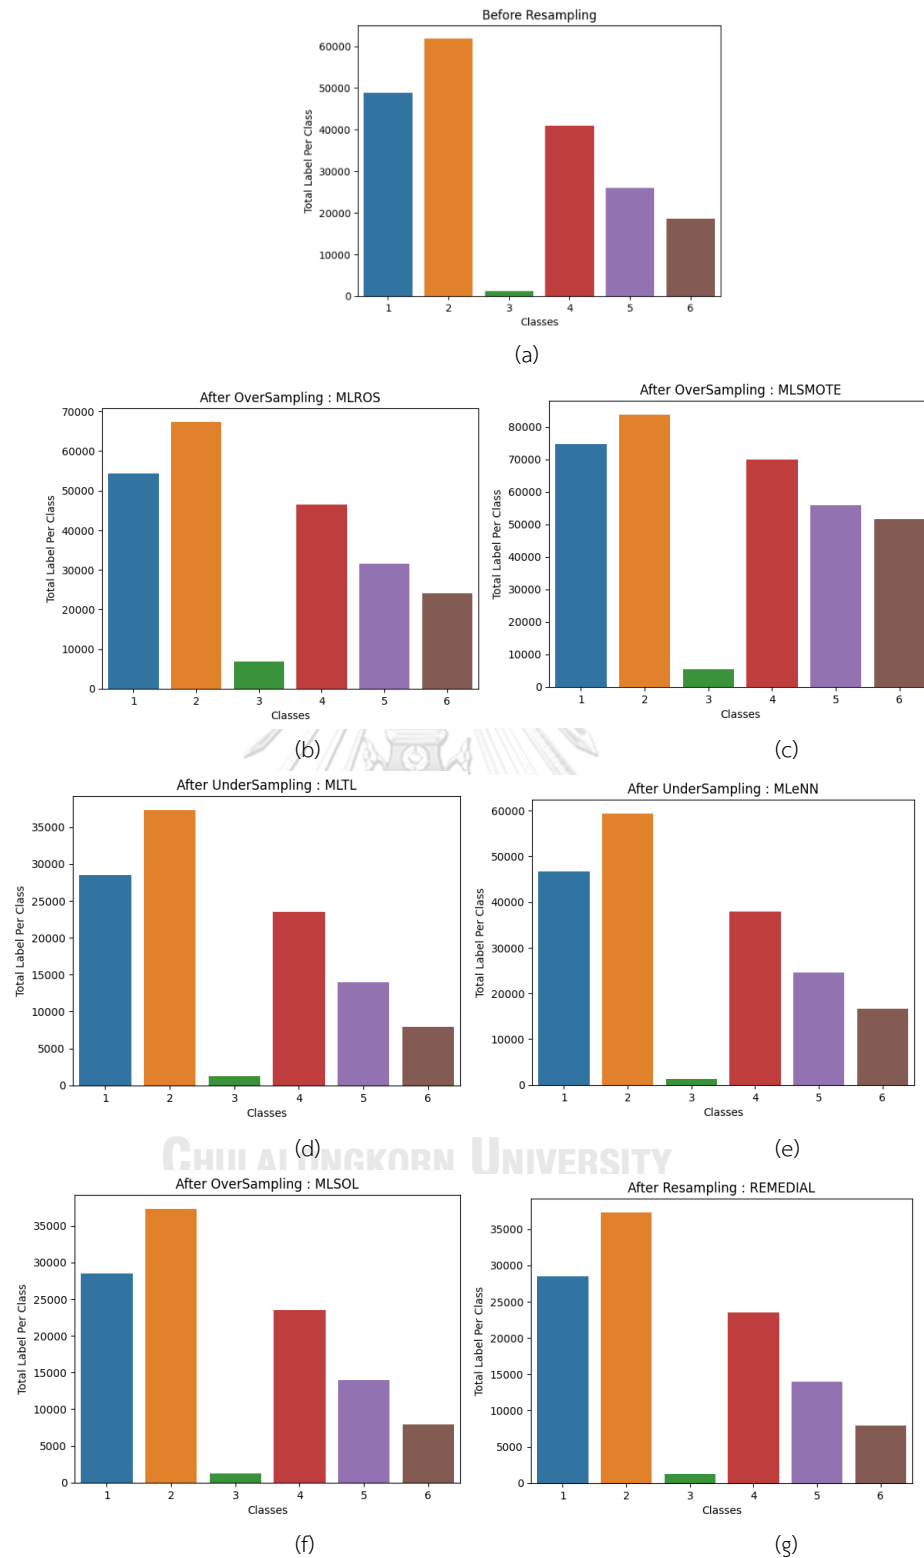 Before Resampling
Total Label Per Class
60000
50000
40000
30000
20000
10000
0
1 2 3 4 5 6
Classes
(a)
After OverSampling : MLROS
Total Label Per Class
70000
60000
50000
40000
30000
20000
10000
0
1 2 3 4 5 6
Classes
(b)
After OverSampling : MLSMOTE
Total Label Per Class
80000
70000
60000
50000
40000
30000
20000
10000
0
1 2 3 4 5 6
Classes
(c)
After UnderSampling : MLTL
Total Label Per Class
35000
30000
25000
20000
15000
10000
5000
0
1 2 3 4 5 6
Classes
(d)
After UnderSampling : MLeNN
Total Label Per Class
60000
50000
40000
30000
20000
10000
0
1 2 3 4 5 6
Classes
(e)
CHULALONGKORN UNIVERSITY
After OverSampling : MLSOL
Total Label Per Class
35000
30000
25000
20000
15000
10000
5000
0
1 2 3 4 5 6
Classes
(f)
After Resampling : REMEDIAL
Total Label Per Class
35000
30000
25000
20000
15000
10000
5000
0
1 2 3 4 5 6
Classes
(g)